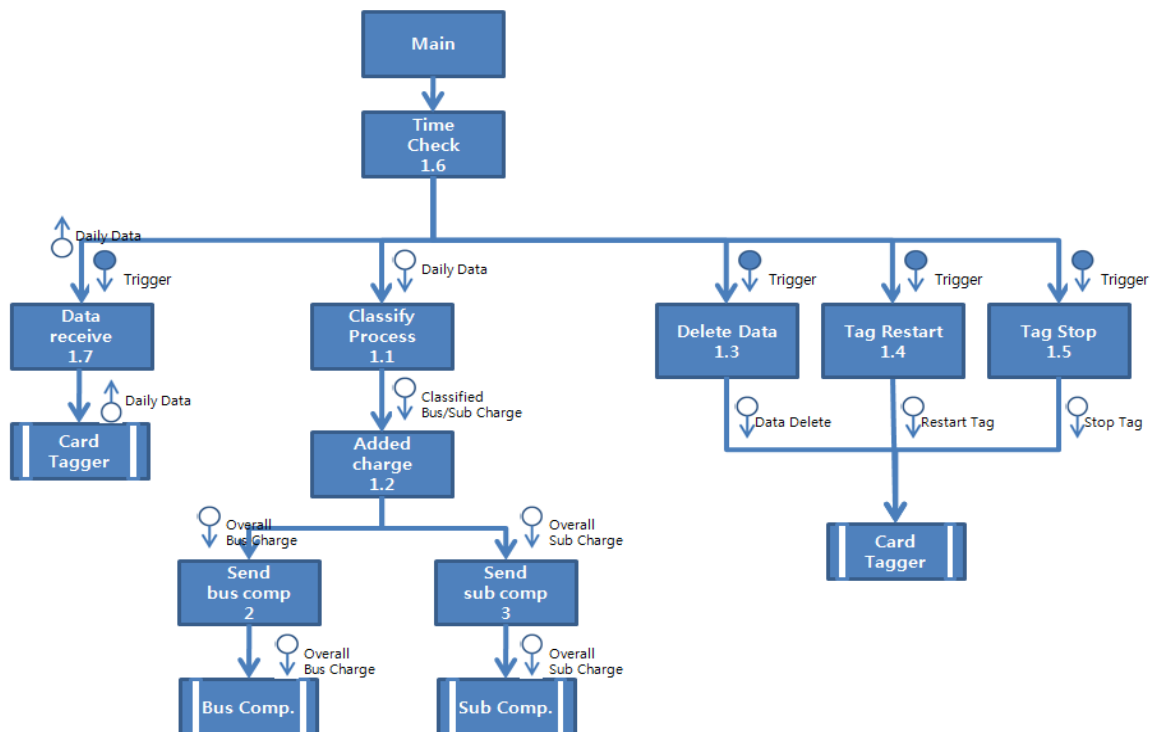 Main
Time
Check
1.6
Daily Data
Trigger
Daily Data
Trigger
Trigger
Trigger
Data
receive
1.7
Classify
Process
1.1
Delete Data
1.3
Tag Restart
1.4
Tag Stop
1.5
Daily Data
Classified
Bus/Sub Charge
Data Delete
Restart Tag
Stop Tag
Card
Tagger
Added
charge
1.2
Overall
Bus Charge
Overall
Sub Charge
Card
Tagger
Send
bus comp
2
Send
sub comp
3
Overall
Bus Charge
Overall
Sub Charge
Bus Comp.
Sub Comp.